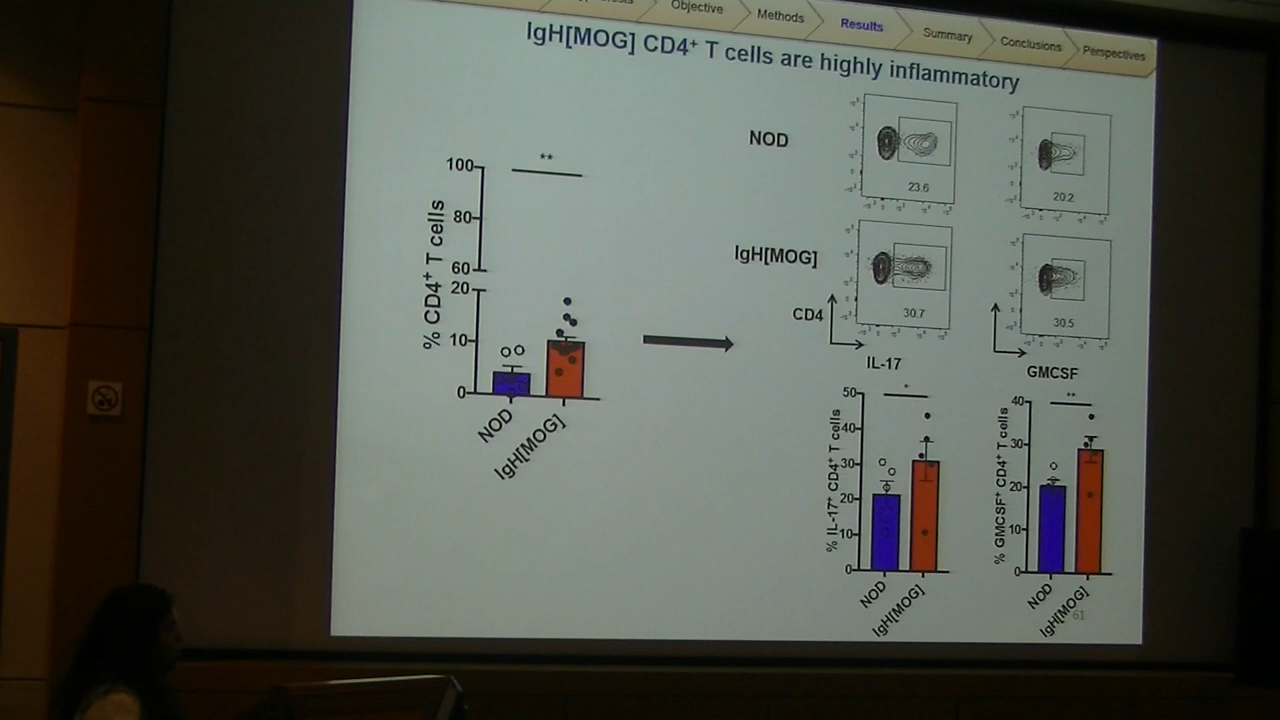 Objective
Methods
Results
Summary
Conclusions
Perspectives
IgH[MOG] CD4⁺ T cells are highly inflammatory
**
100
80
60
20
10
0
% CD4⁺ T cells
NOD
IgH[MOG]
NOD
23.6
20.2
IgH[MOG]
30.7
30.5
CD4
IL-17
GMCSF
*
50
40
30
20
10
0
% IL-17⁺ CD4⁺ T cells
NOD
IgH[MOG]
**
40
30
20
10
0
% GMCSF⁺ CD4⁺ T cells
NOD
IgH[MOG]
61